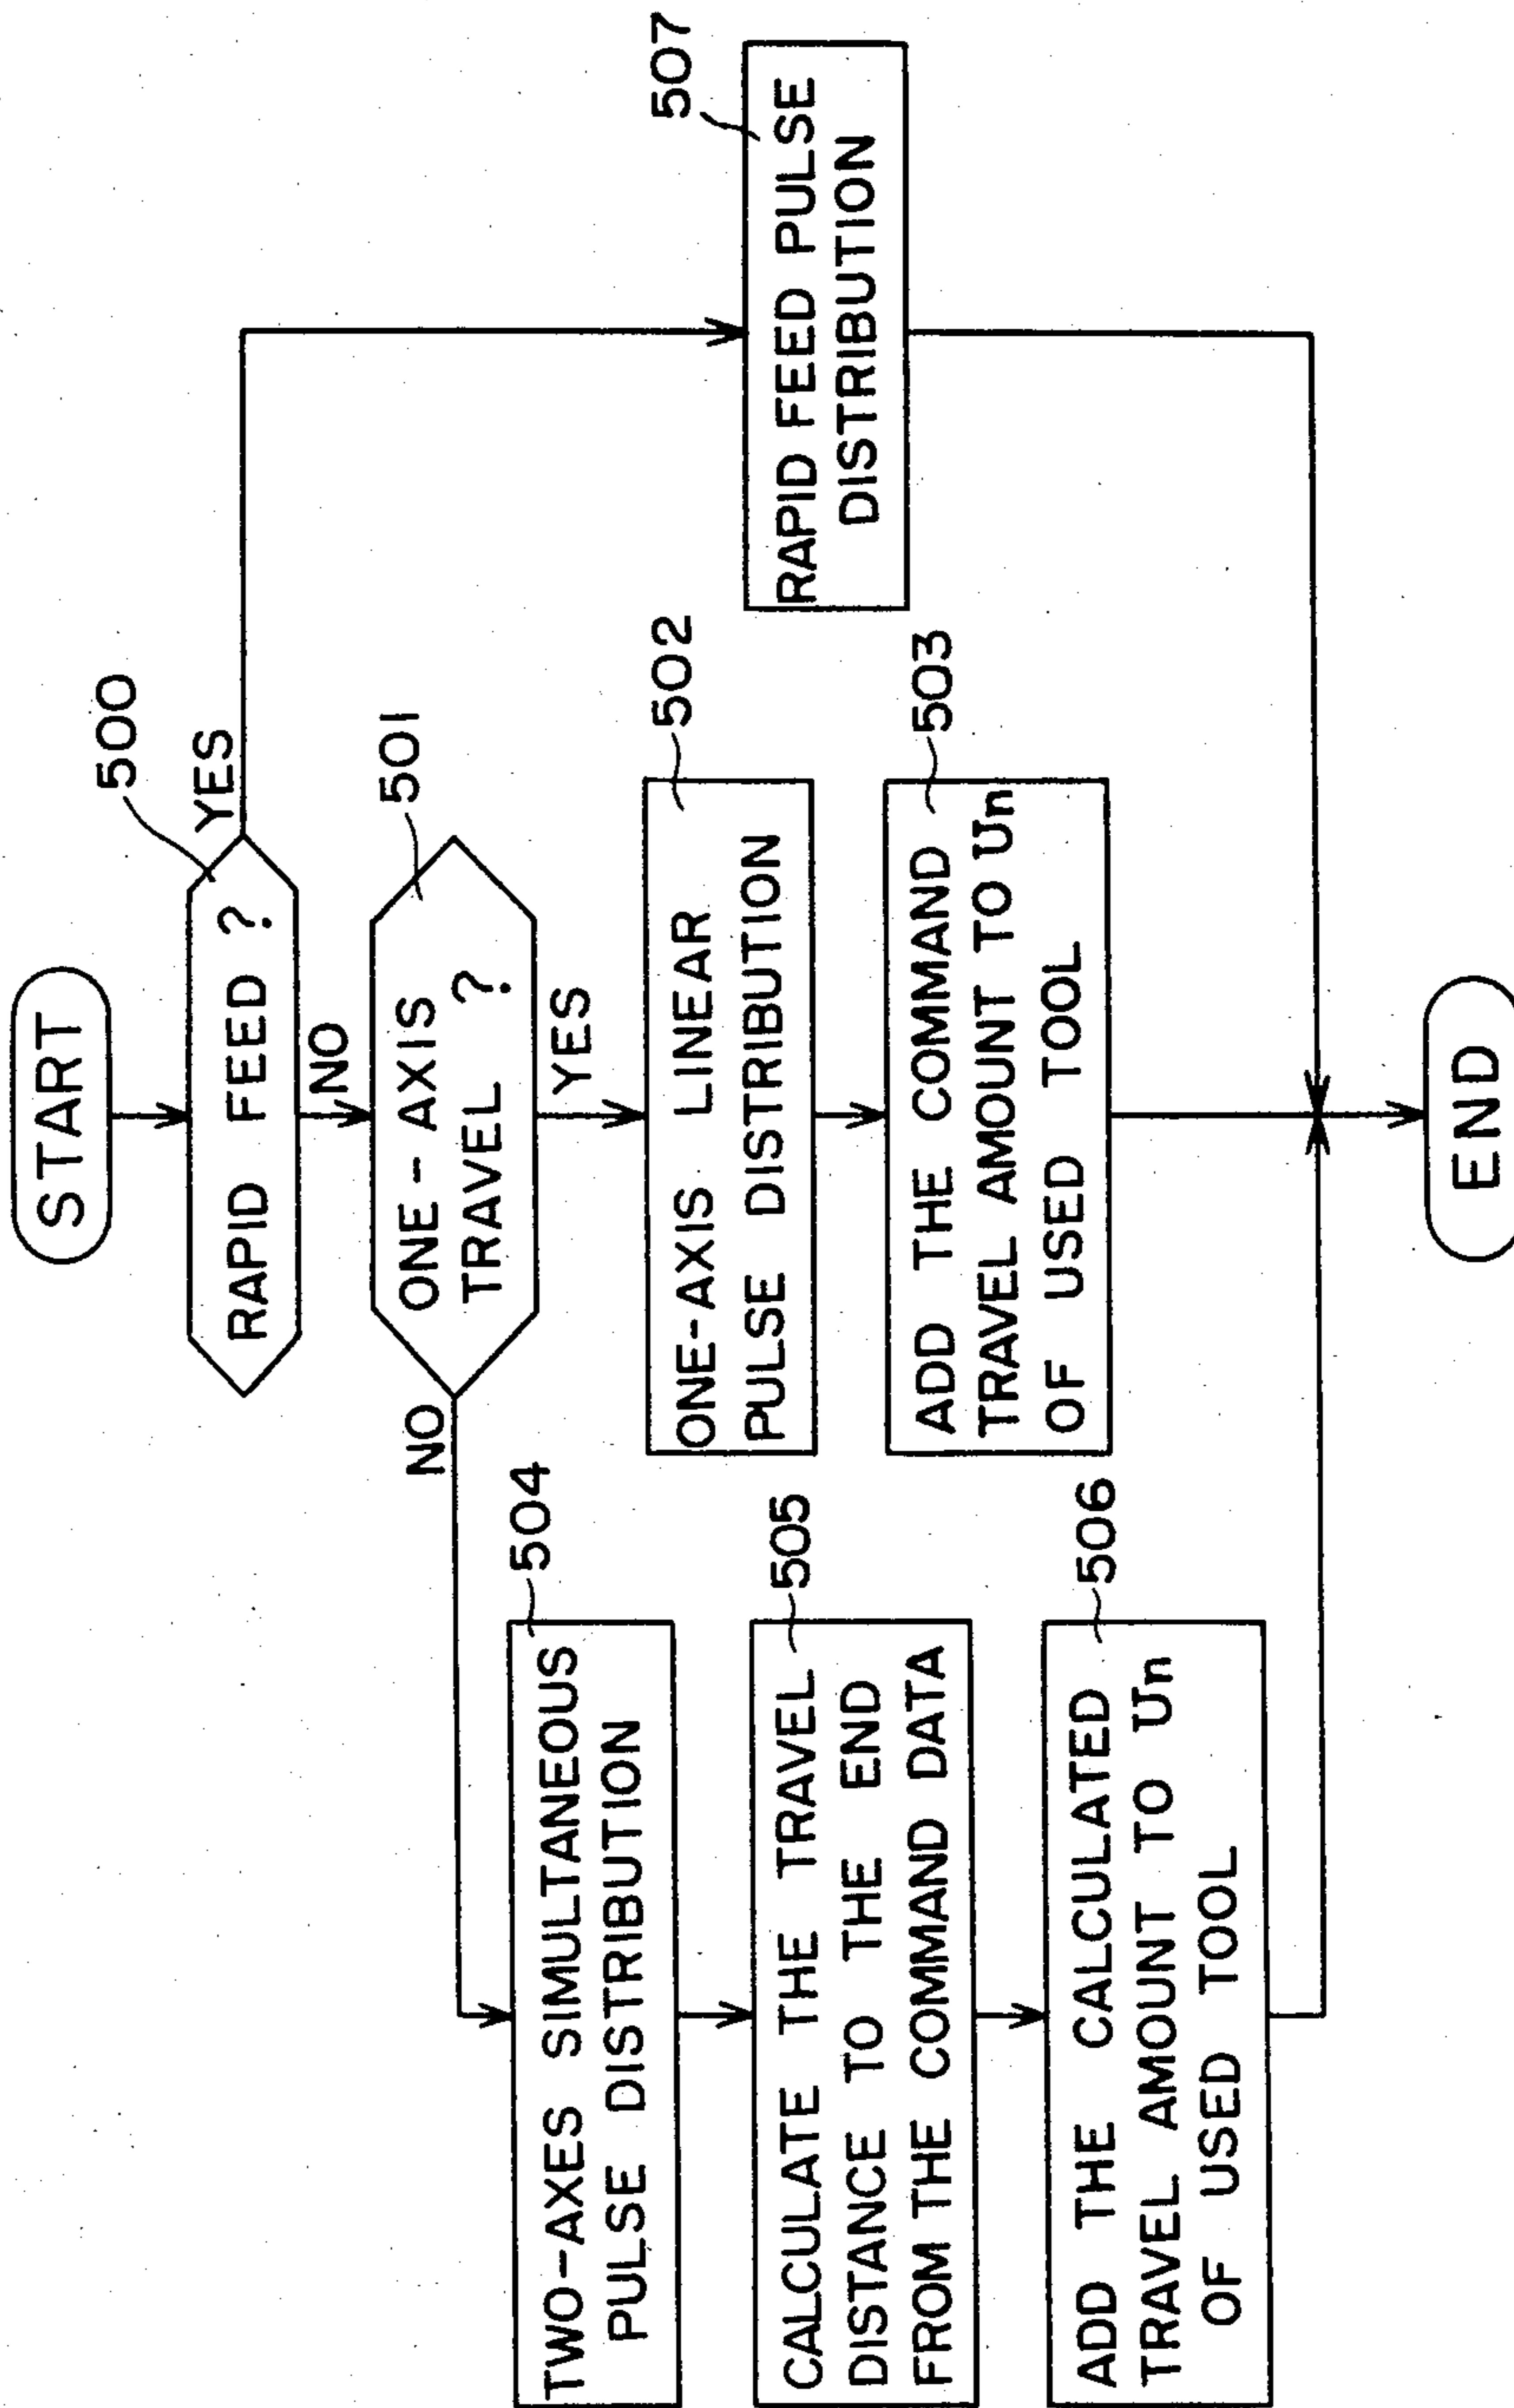 START
500
RAPID FEED ?
YES
NO
501
ONE-AXIS
TRAVEL ?
NO
YES
504
TWO-AXES SIMULTANEOUS
PULSE DISTRIBUTION
502
ONE-AXIS LINEAR
PULSE DISTRIBUTION
507
RAPID FEED PULSE
DISTRIBUTION
505
CALCULATE THE TRAVEL
DISTANCE TO THE END
FROM THE COMMAND DATA
503
ADD THE COMMAND
TRAVEL AMOUNT TO Un
OF USED TOOL
506
ADD THE CALCULATED
TRAVEL AMOUNT TO Un
OF USED TOOL
END